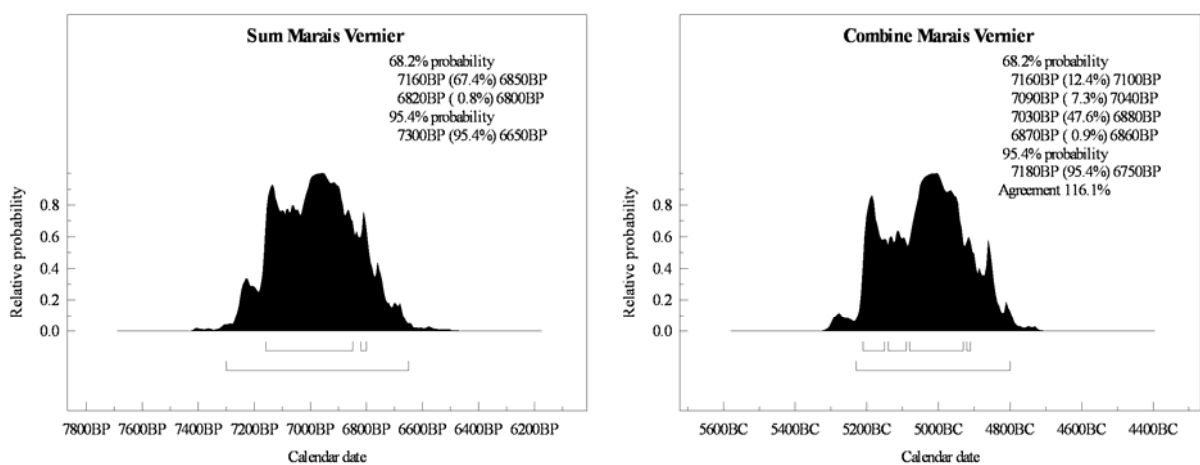 Sum Marais Vernier
68.2% probability
7160BP (67.4%) 6850BP
6820BP ( 0.8%) 6800BP
95.4% probability
7300BP (95.4%) 6650BP
Relative probability
0.8
0.6
0.4
0.2
0.0
7800BP 7600BP 7400BP 7200BP 7000BP 6800BP 6600BP 6400BP 6200BP
Calendar date
Combine Marais Vernier
68.2% probability
7160BP (12.4%) 7100BP
7090BP ( 7.3%) 7040BP
7030BP (47.6%) 6880BP
6870BP ( 0.9%) 6860BP
95.4% probability
7180BP (95.4%) 6750BP
Agreement 116.1%
Relative probability
0.8
0.6
0.4
0.2
0.0
5600BC 5400BC 5200BC 5000BC 4800BC 4600BC 4400BC
Calendar date